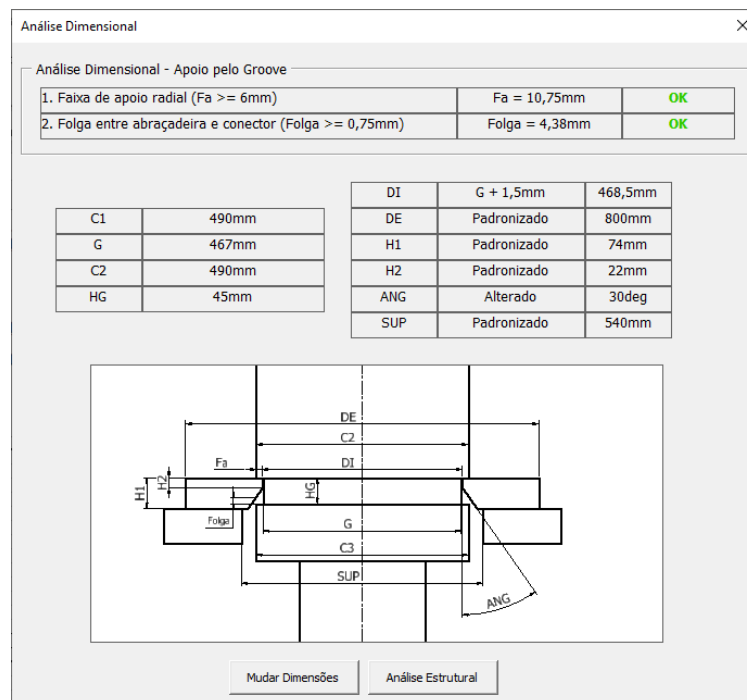 Análise Dimensional
Análise Dimensional - Apoio pelo Groove
1. Faixa de apoio radial (Fa >= 6mm) Fa = 10,75mm OK
2. Folga entre abraçadeira e conector (Folga >= 0,75mm) Folga = 4,38mm OK
C1 490mm
G 467mm
C2 490mm
HG 45mm
DI G + 1,5mm 468,5mm
DE Padronizado 800mm
H1 Padronizado 74mm
H2 Padronizado 22mm
ANG Alterado 30deg
SUP Padronizado 540mm
DE
C2
Fa
DI
H1
H2
HG
Folga
G
C3
SUP
ANG
Mudar Dimensões
Análise Estrutural